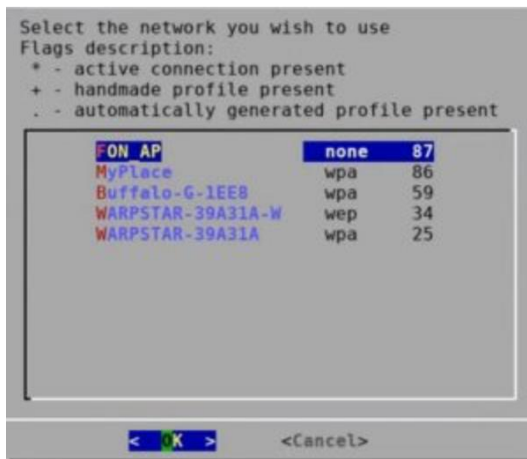 Select the network you wish to use
Flags description:
* - active connection present
+ - handmade profile present
. - automatically generated profile present
FON_AP none 87
MyPlace wpa 86
Buffalo-G-1EE8 wpa 59
WARPSTAR-39A31A-W wep 34
WARPSTAR-39A31A wpa 25
< OK > <Cancel>